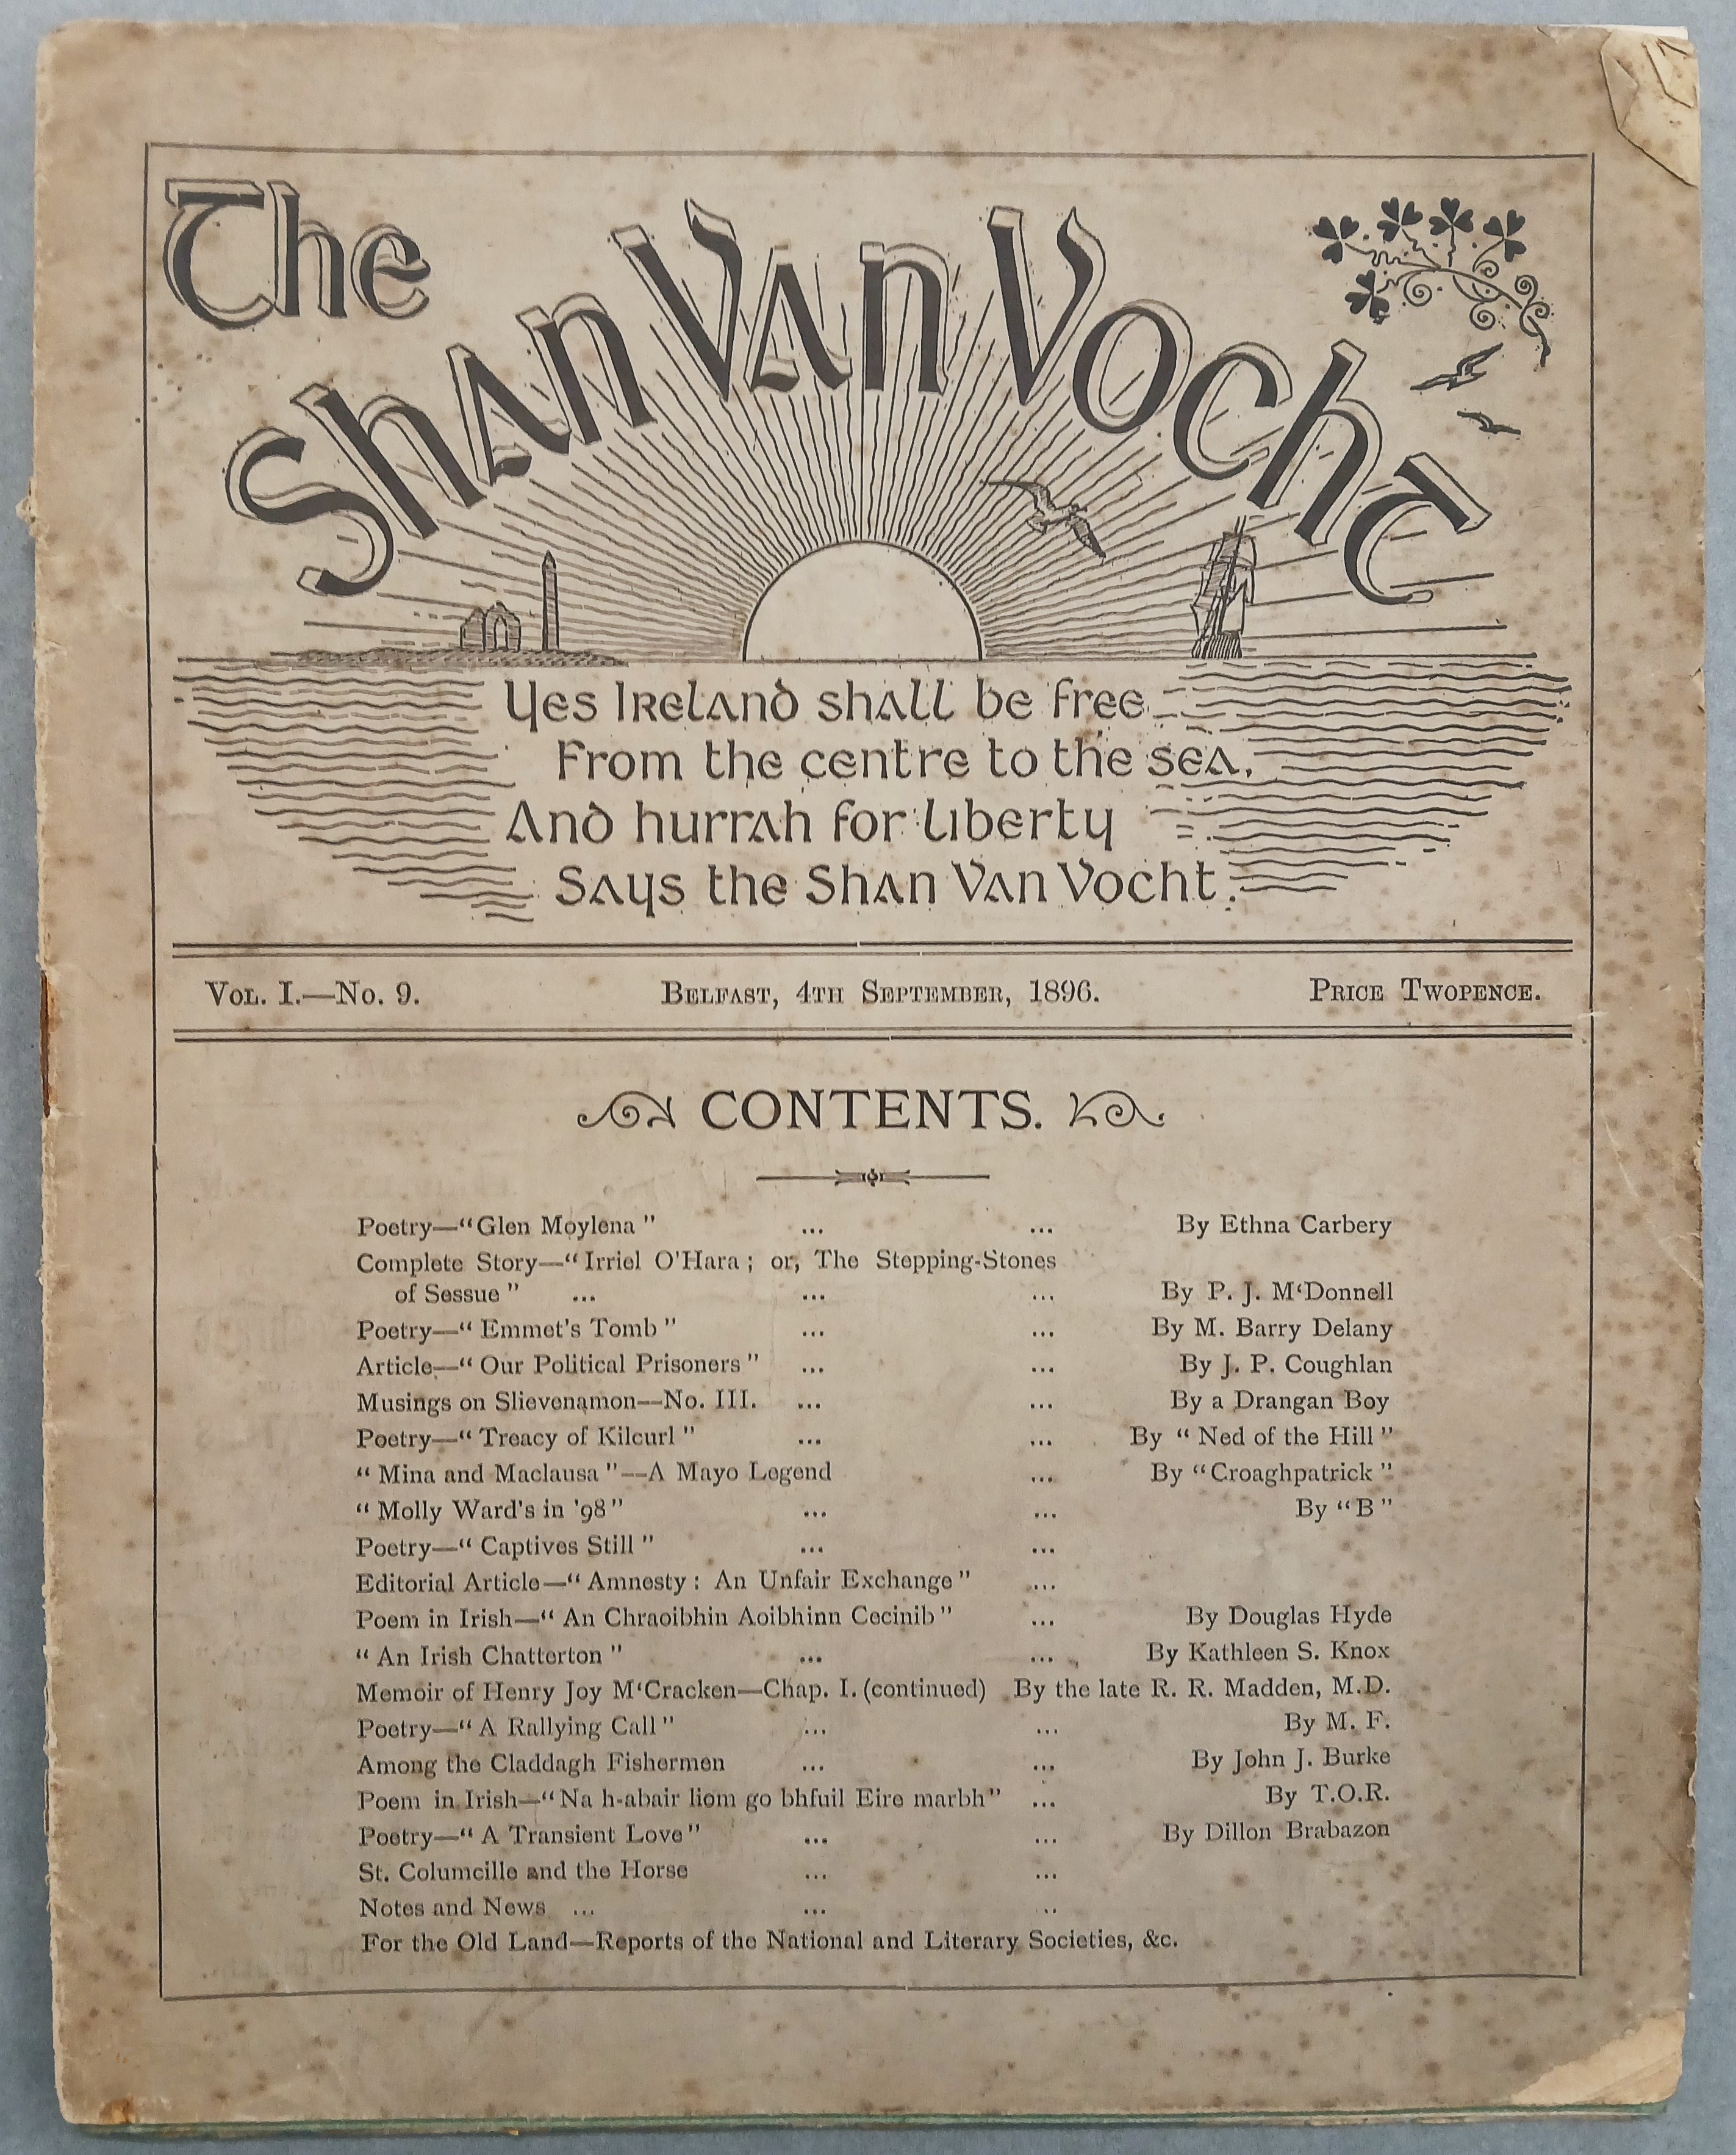 The
Shan Van Vocht
Yes Ireland shall be free
From the centre to the sea,
And hurrah for Liberty
Says the Shan Van Vocht.
Vol. I.—No. 9. Belfast, 4th September, 1896. Price Twopence.
CONTENTS.
Poetry—“Glen Moylena” ... ... By Ethna Carbery
Complete Story—“Irriel O'Hara; or, The Stepping-Stones
of Sessue” ... ... ... By P. J. M‘Donnell
Poetry—“Emmet's Tomb” ... ... By M. Barry Delany
Article—“Our Political Prisoners” ... ... By J. P. Coughlan
Musings on Slievenamon—No. III. ... ... By a Drangan Boy
Poetry—“Treacy of Kilcurl” ... ... By “Ned of the Hill”
“Mina and Maclausa”—A Mayo Legend ... By “Croaghpatrick”
“Molly Ward's in '98” ... ... By “B”
Poetry—“Captives Still” ... ...
Editorial Article—“Amnesty: An Unfair Exchange” ...
Poem in Irish—“An Chraoibhin Aoibhinn Cecinib” ... By Douglas Hyde
“An Irish Chatterton” ... ... By Kathleen S. Knox
Memoir of Henry Joy M‘Cracken—Chap. I. (continued) By the late R. R. Madden, M.D.
Poetry—“A Rallying Call” ... ... By M. F.
Among the Claddagh Fishermen ... ... By John J. Burke
Poem in Irish—“Na h-abair liom go bhfuil Eire marbh” ... By T.O.R.
Poetry—“A Transient Love” ... ... By Dillon Brabazon
St. Columcille and the Horse ... ...
Notes and News ... ... ..
For the Old Land—Reports of the National and Literary Societies, &c.